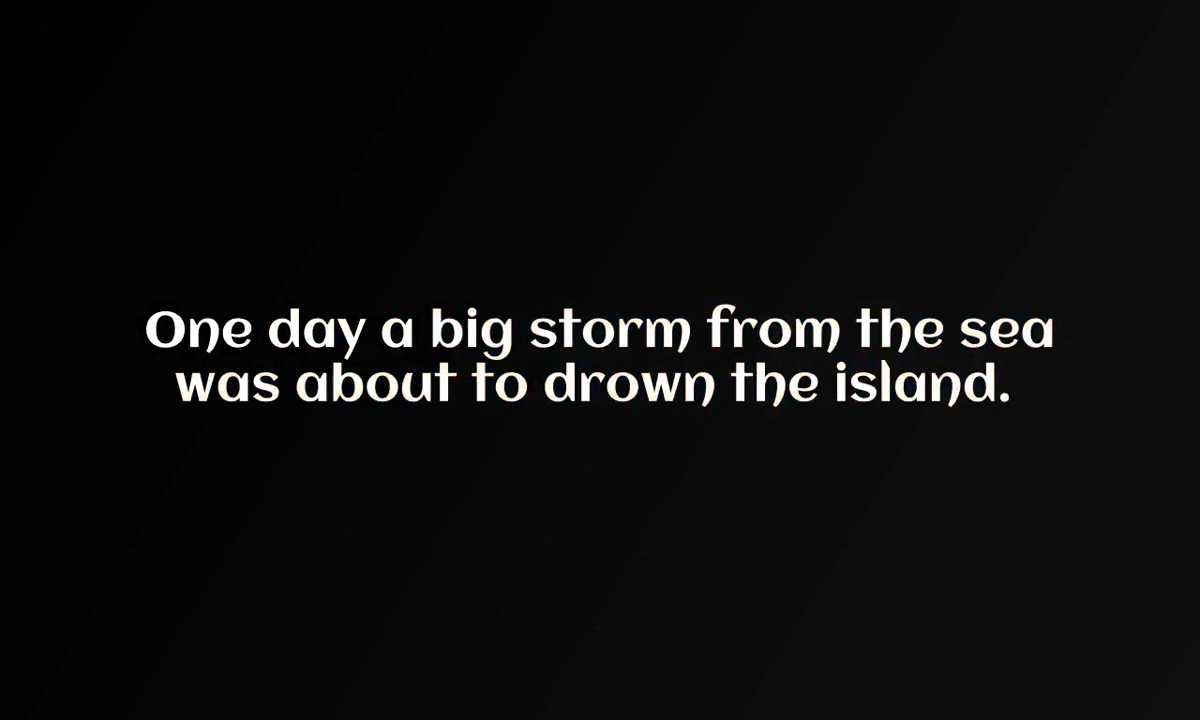 One day a big storm from the sea
was about to drown the island.